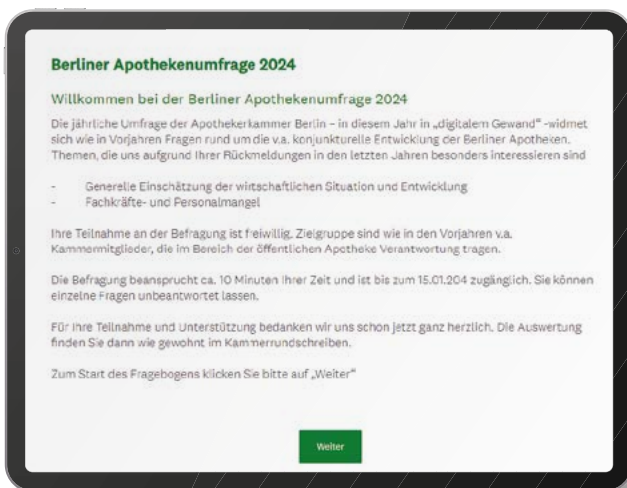 Berliner Apothekenumfrage 2024
Willkommen bei der Berliner Apothekenumfrage 2024
Die jährliche Umfrage der Apothekerkammer Berlin – in diesem Jahr in „digitalem Gewand“ -widmet
sich wie in Vorjahren Fragen rund um die v.a. konjunkturelle Entwicklung der Berliner Apotheken.
Themen, die uns aufgrund Ihrer Rückmeldungen in den letzten Jahren besonders interessieren sind
- Generelle Einschätzung der wirtschaftlichen Situation und Entwicklung
- Fachkräfte- und Personalmangel
Ihre Teilnahme an der Befragung ist freiwillig. Zielgruppe sind wie in den Vorjahren v.a.
Kammermitglieder, die im Bereich der öffentlichen Apotheke Verantwortung tragen.
Die Befragung beansprucht ca. 10 Minuten Ihrer Zeit und ist bis zum 15.01.204 zugänglich. Sie können
einzelne Fragen unbeantwortet lassen.
Für Ihre Teilnahme und Unterstützung bedanken wir uns schon jetzt ganz herzlich. Die Auswertung
finden Sie dann wie gewohnt im Kammerrundschreiben.
Zum Start des Fragebogens klicken Sie bitte auf „Weiter“
Weiter